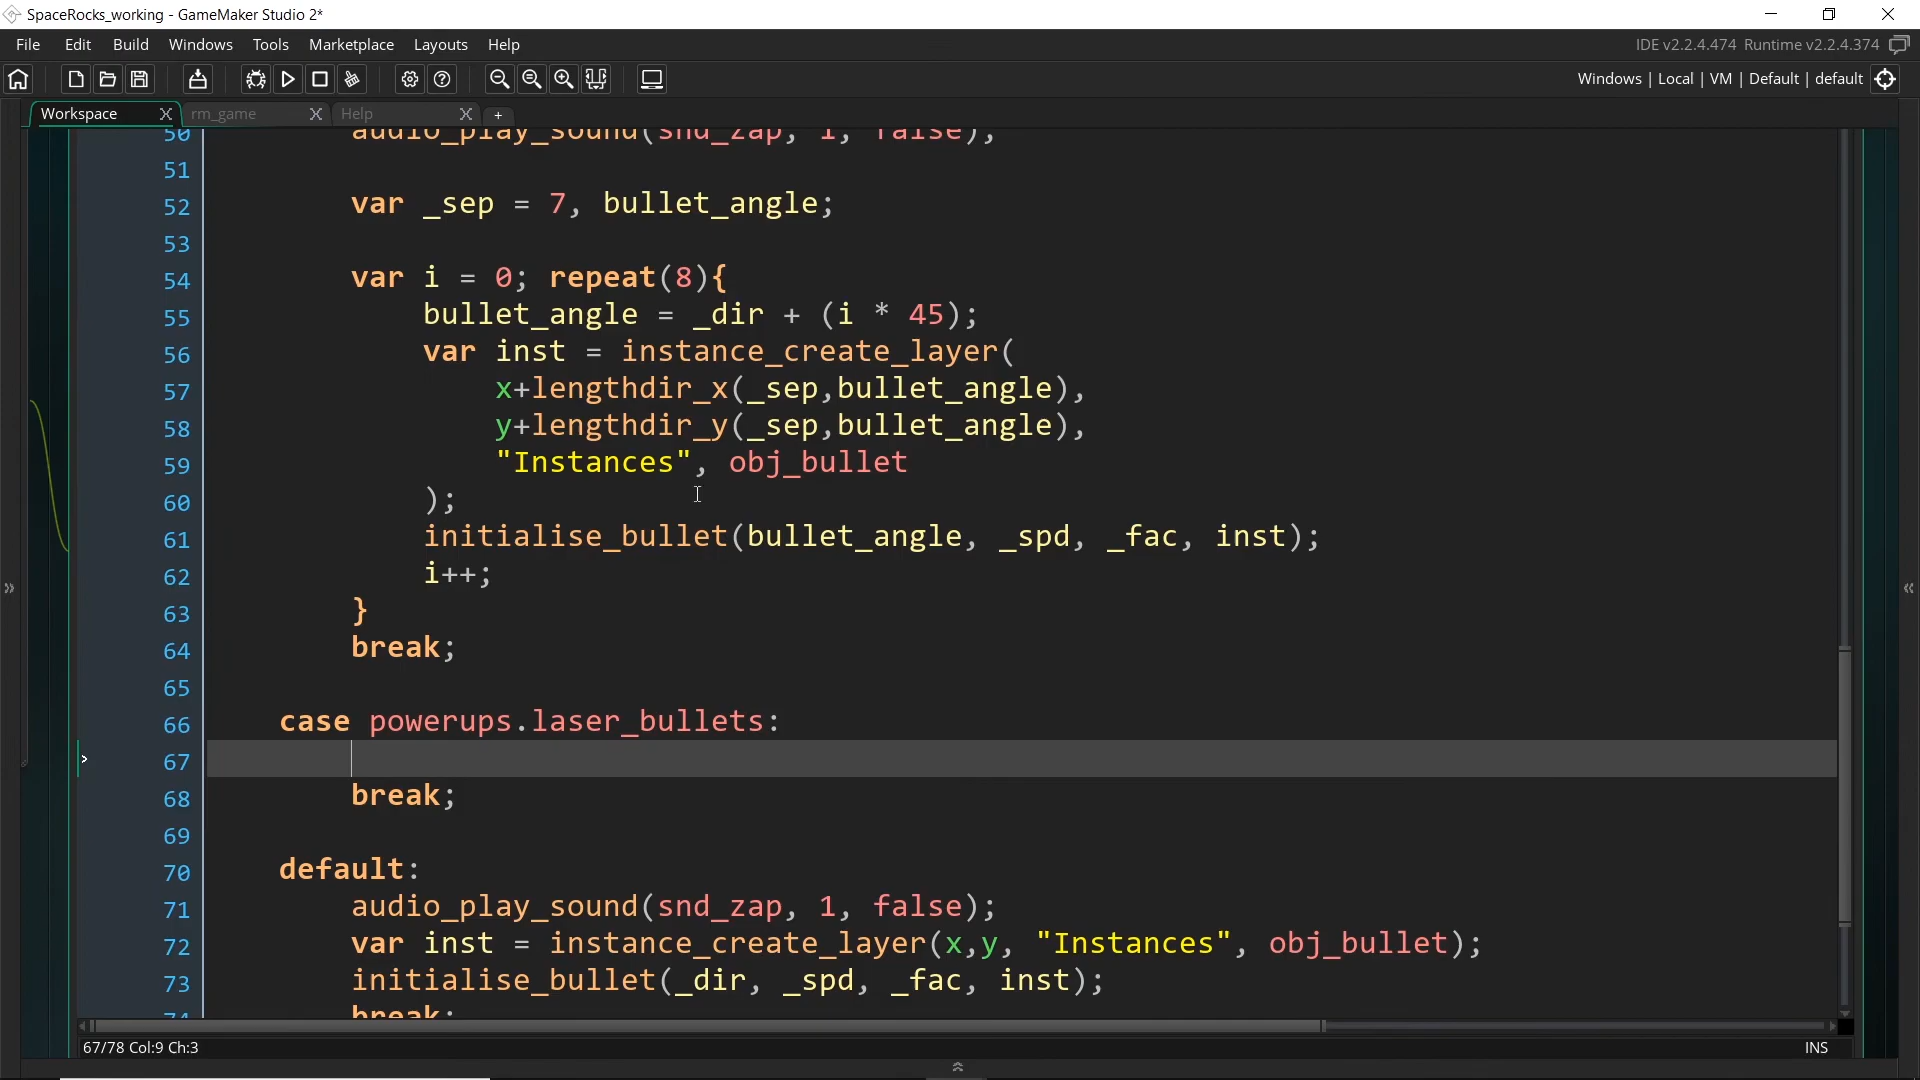 SpaceRocks_working - GameMaker Studio 2*
File Edit Build Windows Tools Marketplace Layouts Help
IDE v2.2.4.474 Runtime v2.2.4.374
Windows | Local | VM | Default | default
Workspace rm_game Help
50 audio_play_sound(snd_zap, 1, false);
51
52 var _sep = 7, bullet_angle;
53
54 var i = 0; repeat(8){
55 bullet_angle = _dir + (i * 45);
56 var inst = instance_create_layer(
57 x+lengthdir_x(_sep,bullet_angle),
58 y+lengthdir_y(_sep,bullet_angle),
59 "Instances", obj_bullet
60 );
61 initialise_bullet(bullet_angle, _spd, _fac, inst);
62 i++;
63 }
64 break;
65
66 case powerups.laser_bullets:
67
68 break;
69
70 default:
71 audio_play_sound(snd_zap, 1, false);
72 var inst = instance_create_layer(x,y, "Instances", obj_bullet);
73 initialise_bullet(_dir, _spd, _fac, inst);
74 break;
67/78 Col:9 Ch:3 INS